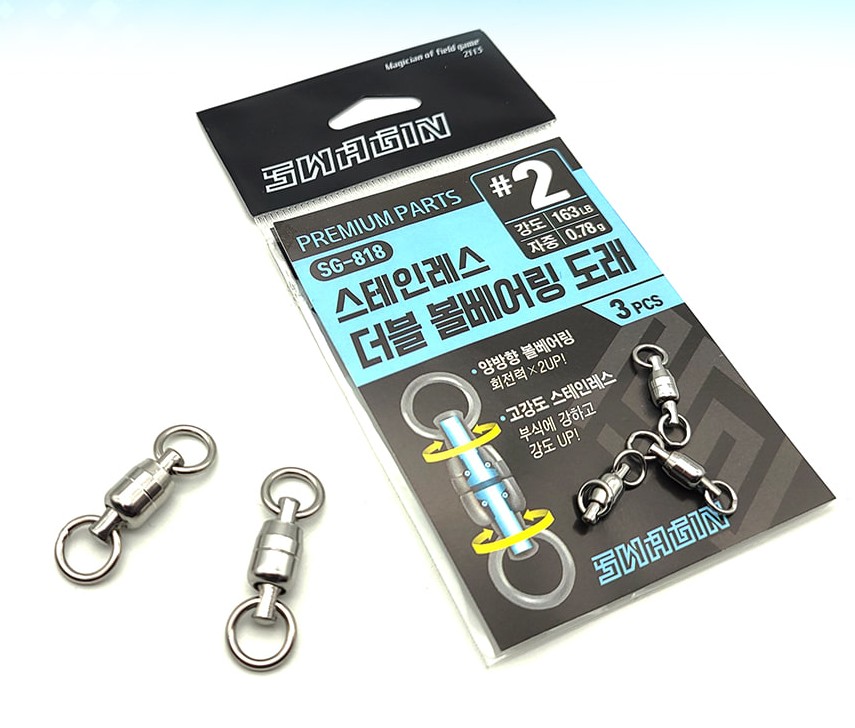 Magician of field game
SWAGIN
PREMIUM PARTS
#2
강도 163LB
자중 0.78g
SG-818
스테인레스
더블 볼베어링 도래
3 PCS
• 양방향 볼베어링
회전력×2UP!
• 고강도 스테인레스
부식에 강하고
강도 UP!
SWAGIN